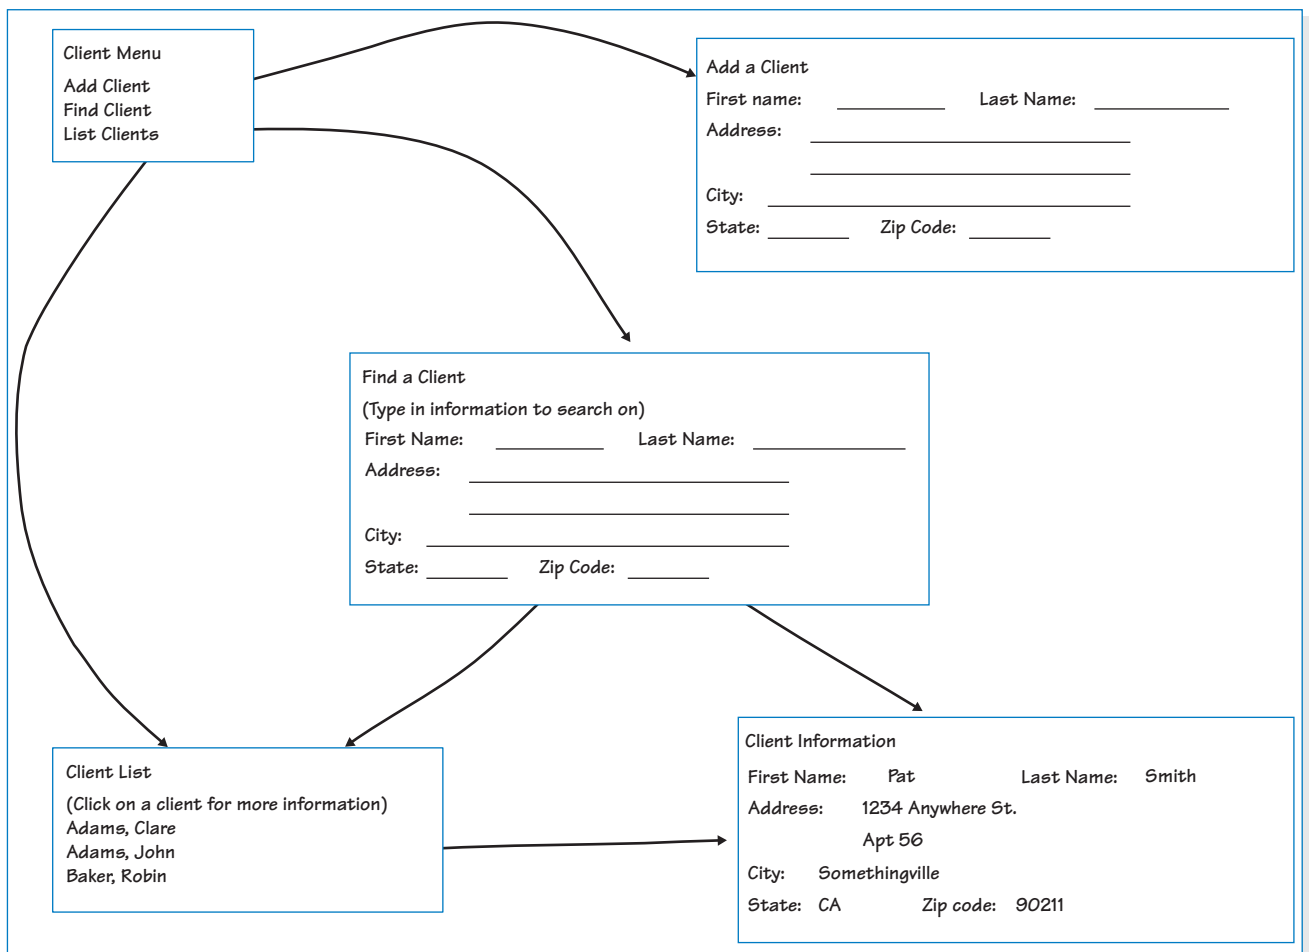 Client Menu
Add Client
Find Client
List Clients
Add a Client
First name: Last Name:
Address:
City:
State: Zip Code:
Find a Client
(Type in information to search on)
First Name: Last Name:
Address:
City:
State: Zip Code:
Client List
(Click on a client for more information)
Adams, Clare
Adams, John
Baker, Robin
Client Information
First Name: Pat Last Name: Smith
Address: 1234 Anywhere St.
Apt 56
City: Somethingville
State: CA Zip code: 90211